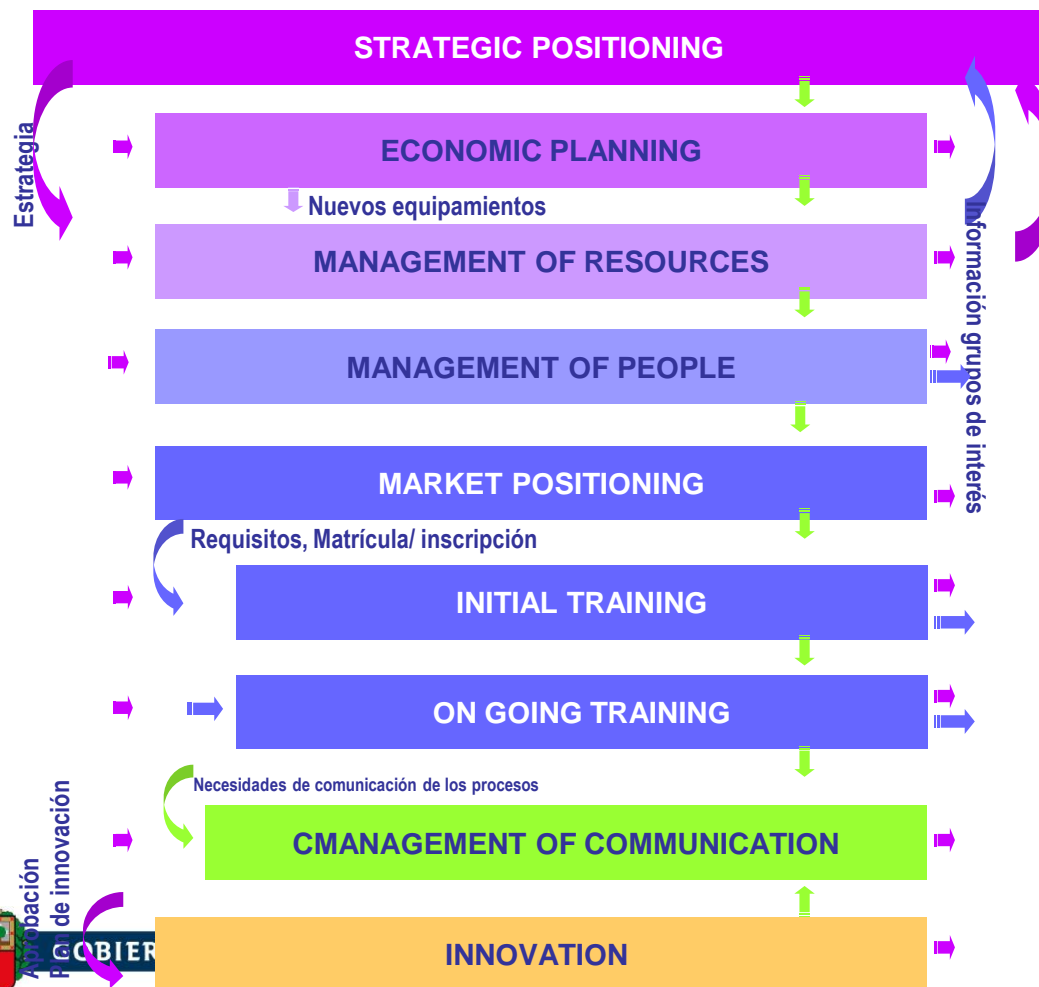 STRATEGIC POSITIONING
Estrategia
ECONOMIC PLANNING
Nuevos equipamientos
MANAGEMENT OF RESOURCES
Información grupos de interés
MANAGEMENT OF PEOPLE
MARKET POSITIONING
Requisitos, Matrícula/ inscripción
INITIAL TRAINING
ON GOING TRAINING
Necesidades de comunicación de los procesos
CMANAGEMENT OF COMMUNICATION
Aprobación
Plan de innovación
GOBIER
INNOVATION